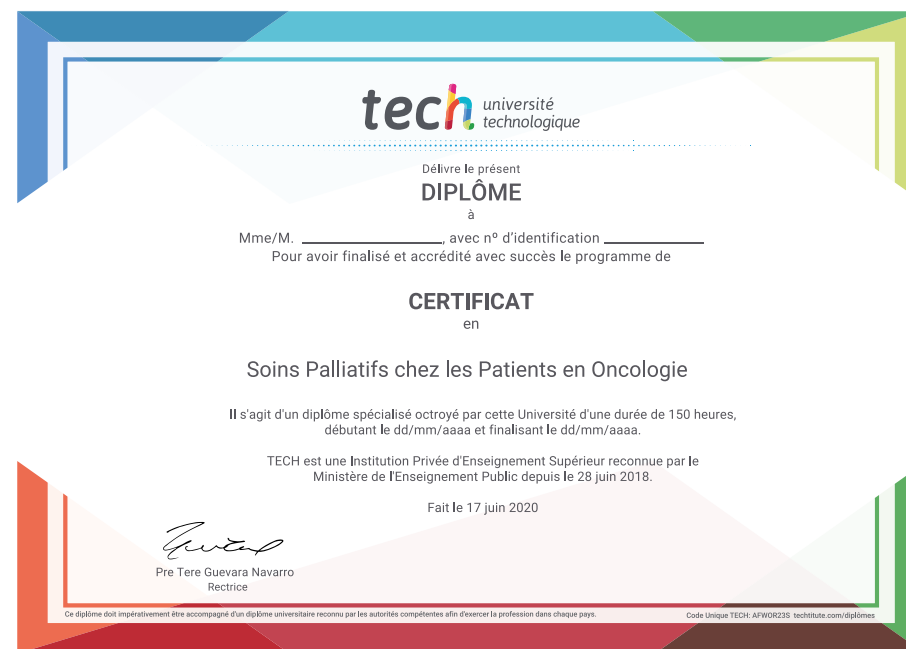 tech université
technologique
Délivre le présent
DIPLÔME
à
Mme/M. ____________________, avec nº d'identification ______________
Pour avoir finalisé et accrédité avec succès le programme de
CERTIFICAT
en
Soins Palliatifs chez les Patients en Oncologie
Il s'agit d'un diplôme spécialisé octroyé par cette Université d'une durée de 150 heures,
débutant le dd/mm/aaaa et finalisant le dd/mm/aaaa.
TECH est une Institution Privée d'Enseignement Supérieur reconnue par le
Ministère de l'Enseignement Public depuis le 28 juin 2018.
Fait le 17 juin 2020
Pre Tere Guevara Navarro
Rectrice
Ce diplôme doit impérativement être accompagné d'un diplôme universitaire reconnu par les autorités compétentes afin d'exercer la profession dans chaque pays.
Code Unique TECH: AFWOR23S techtitute.com/diplômes